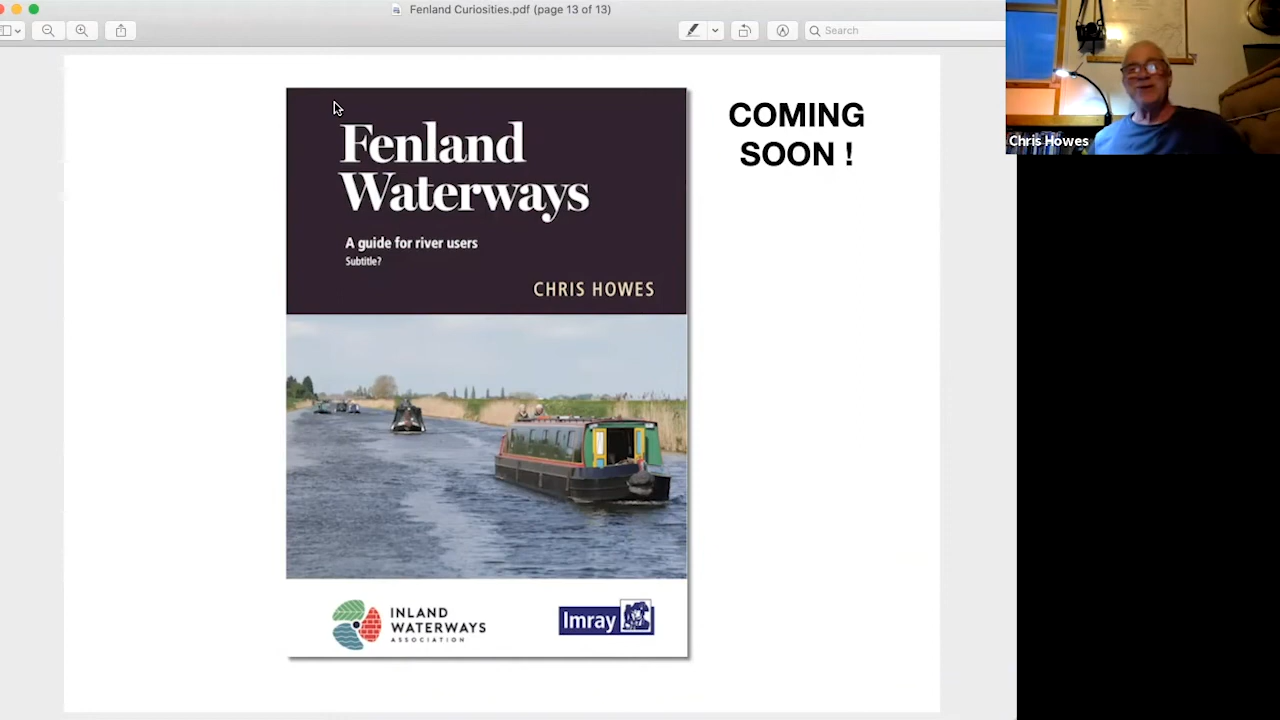 Fenland Curiosities.pdf (page 13 of 13)
Search
Fenland
Waterways
A guide for river users
Subtitle?
CHRIS HOWES
INLAND
WATERWAYS
ASSOCIATION
Imray
COMING
SOON !
Chris Howes